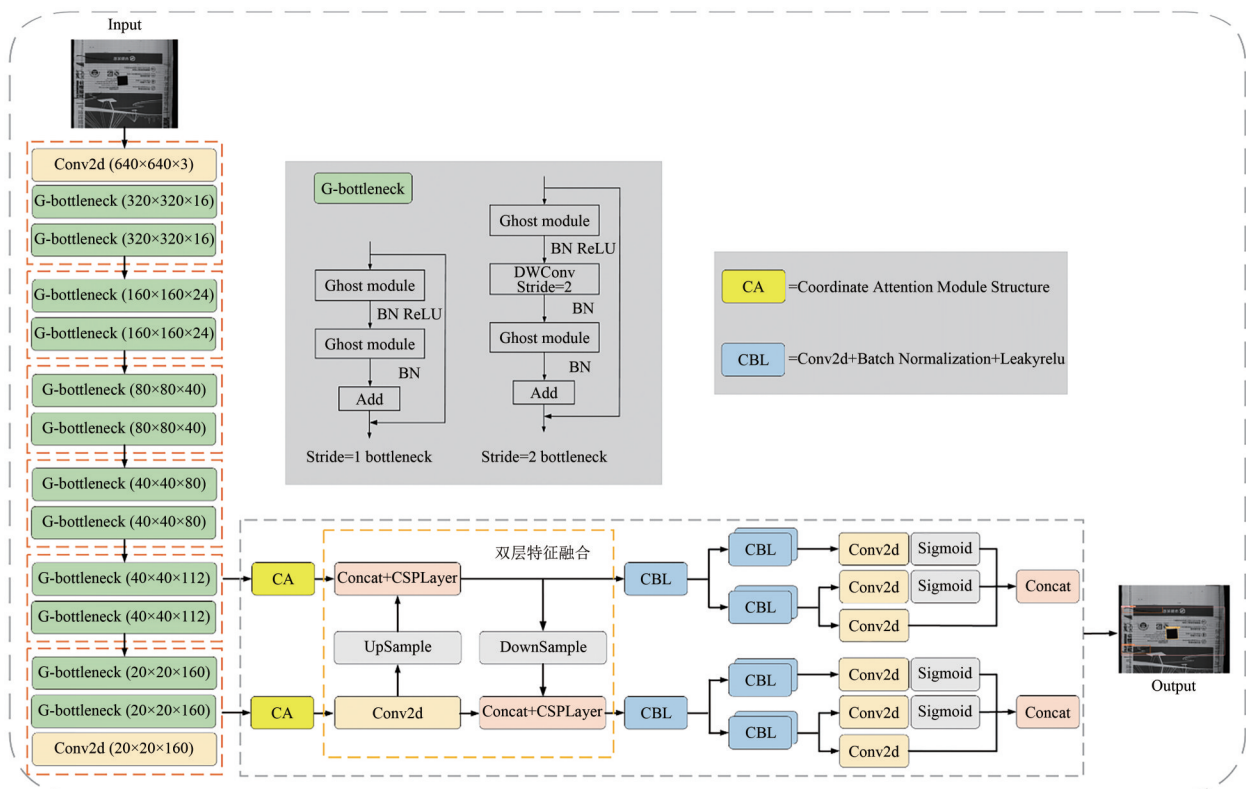 Input
Conv2d (640×640×3)
G-bottleneck (320×320×16)
G-bottleneck (320×320×16)
G-bottleneck (160×160×24)
G-bottleneck (160×160×24)
G-bottleneck (80×80×40)
G-bottleneck (80×80×40)
G-bottleneck (40×40×80)
G-bottleneck (40×40×80)
G-bottleneck (40×40×112)
G-bottleneck (40×40×112)
G-bottleneck (20×20×160)
G-bottleneck (20×20×160)
Conv2d (20×20×160)
G-bottleneck
Ghost module
BN ReLU
Ghost module
BN
Add
Stride=1 bottleneck
Ghost module
BN ReLU
DWConv
Stride=2
BN
Ghost module
BN
Add
Stride=2 bottleneck
CA =Coordinate Attention Module Structure
CBL =Conv2d+Batch Normalization+Leakyrelu
双层特征融合
CA
Concat+CSPLayer
UpSample
DownSample
CA
Conv2d
Concat+CSPLayer
CBL
CBL
Conv2d
Sigmoid
CBL
Conv2d
Sigmoid
Conv2d
Concat
CBL
CBL
Conv2d
Sigmoid
CBL
Conv2d
Sigmoid
Conv2d
Concat
Output